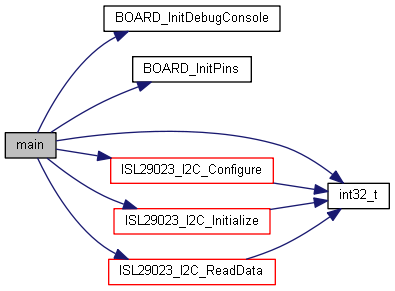 BOARD_InitDebugConsole
BOARD_InitPins
main
ISL29023_I2C_Configure
int32_t
ISL29023_I2C_Initialize
ISL29023_I2C_ReadData